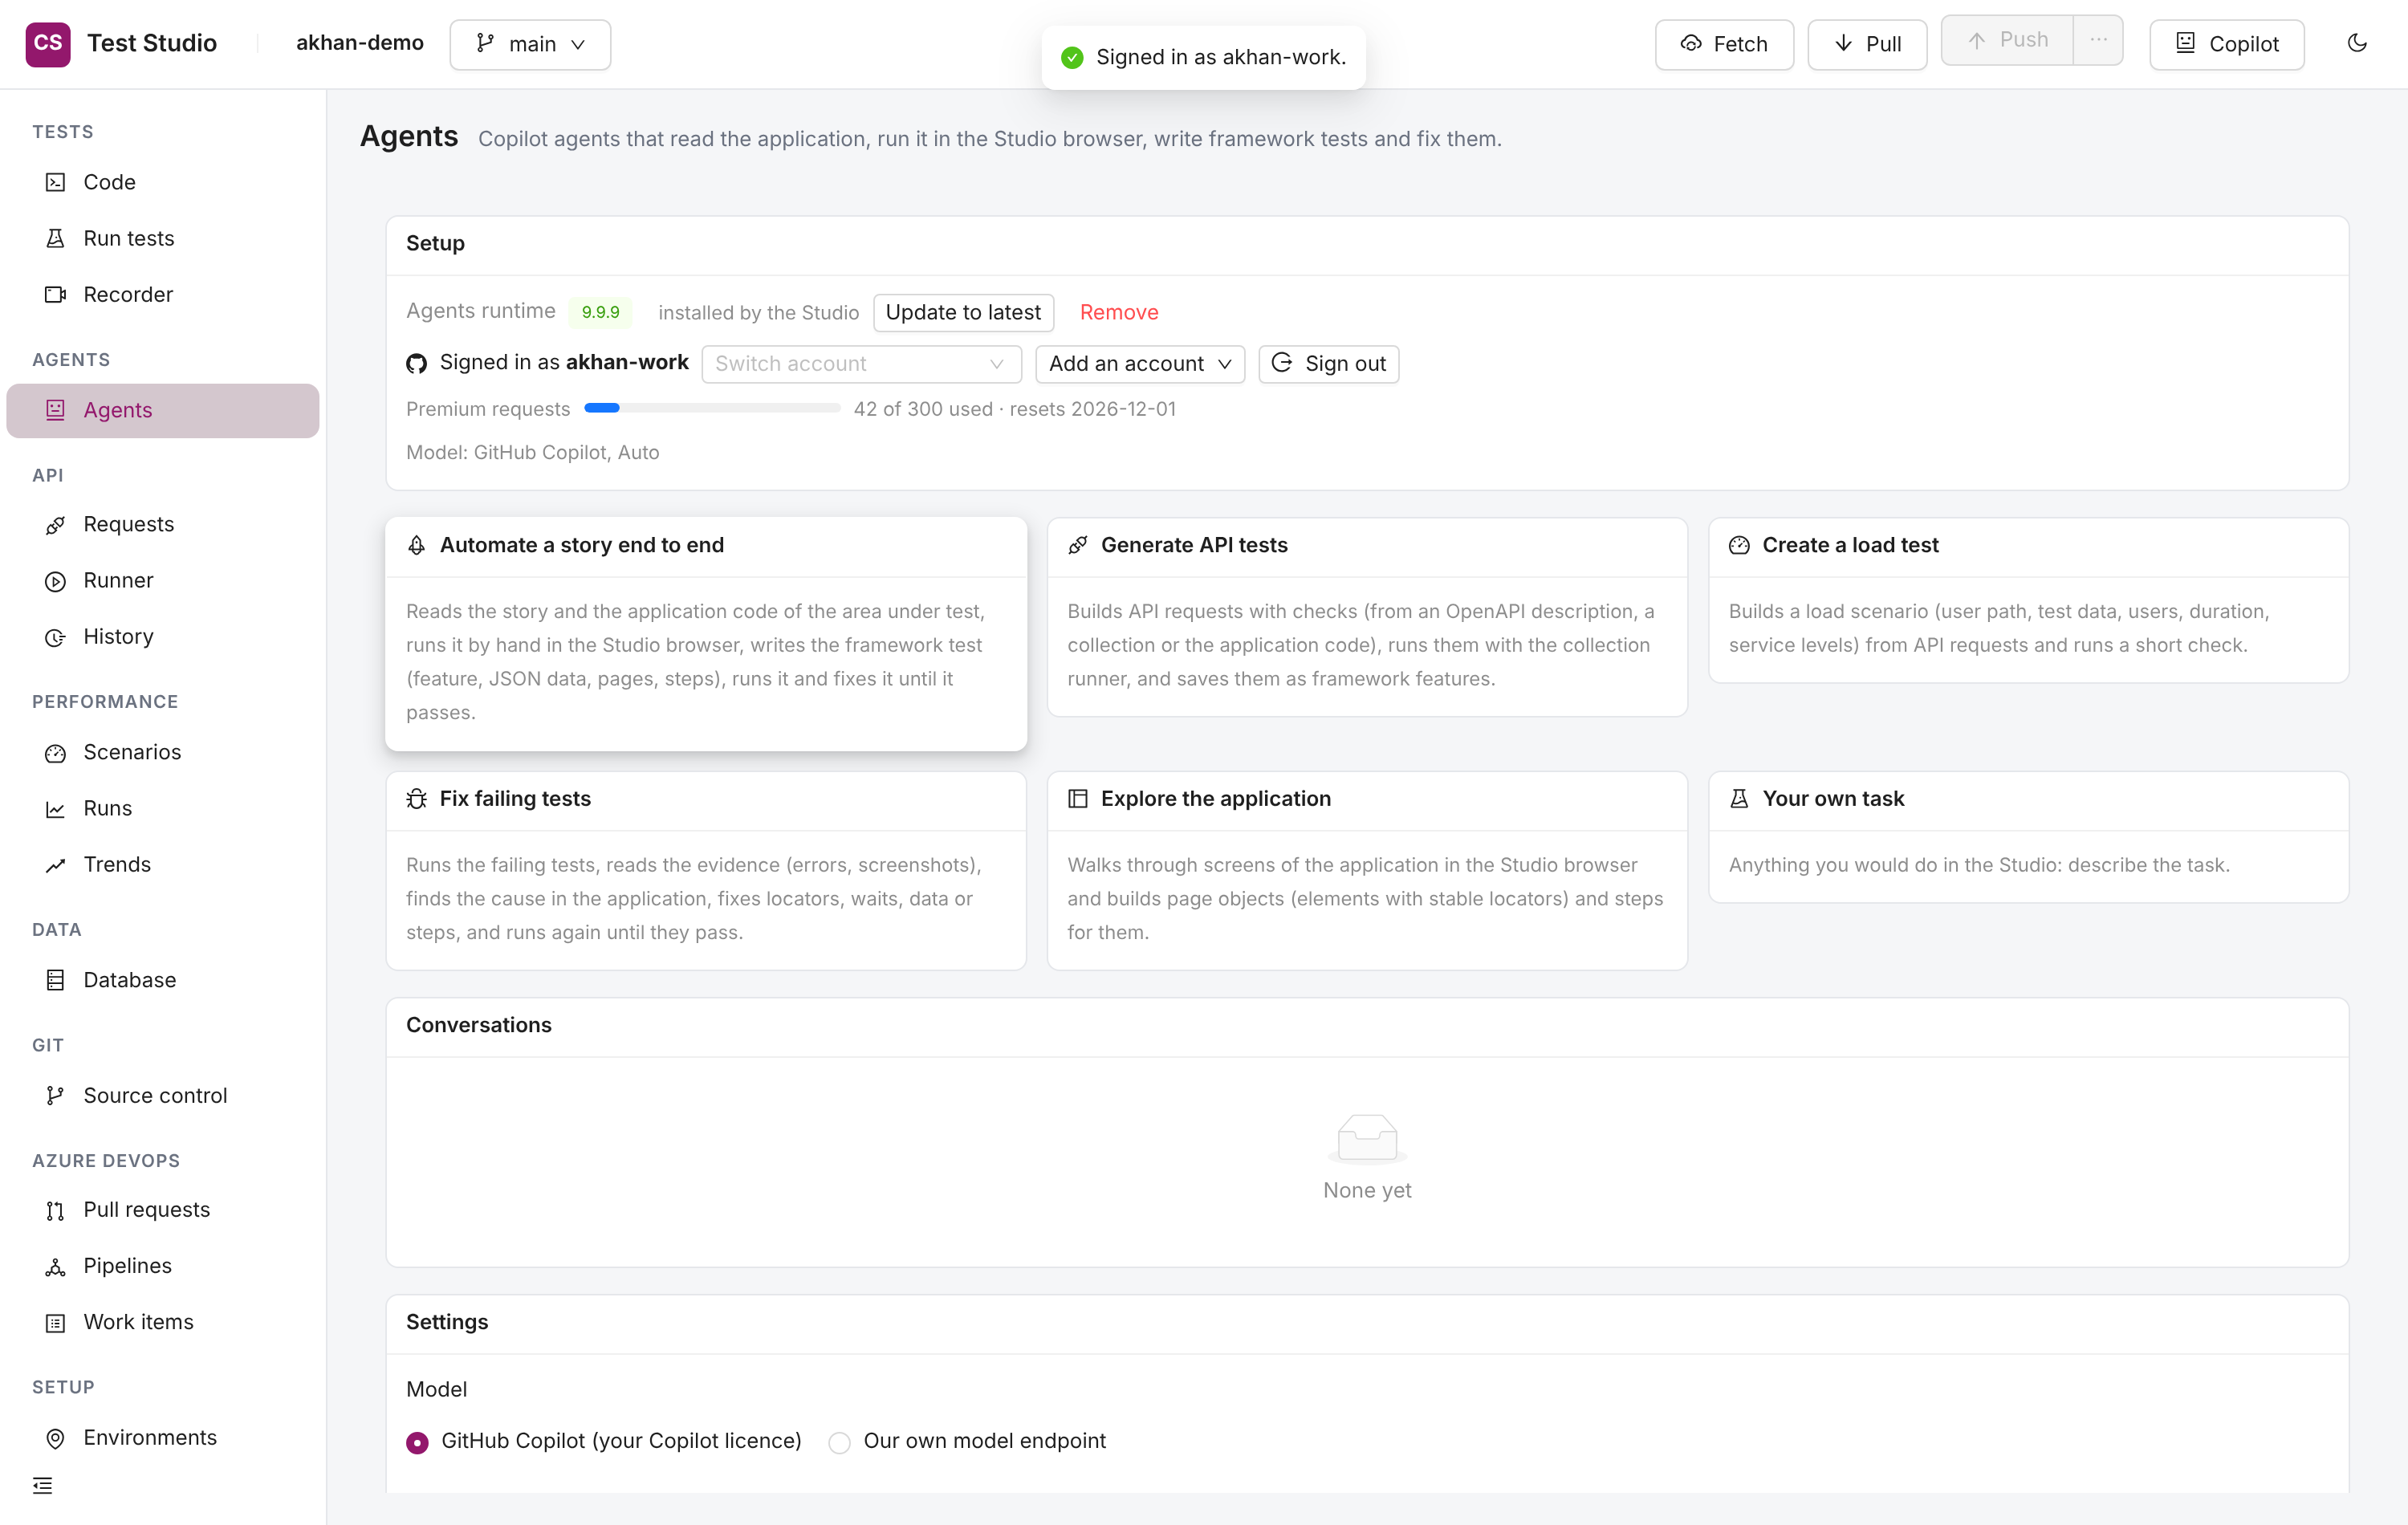 CS Test Studio akhan-demo main Signed in as akhan-work. Fetch Pull Push ··· Copilot
TESTS
Code
Run tests
Recorder
AGENTS
Agents
API
Requests
Runner
History
PERFORMANCE
Scenarios
Runs
Trends
DATA
Database
GIT
Source control
AZURE DEVOPS
Pull requests
Pipelines
Work items
SETUP
Environments
Agents Copilot agents that read the application, run it in the Studio browser, write framework tests and fix them.
Setup
Agents runtime 9.9.9 installed by the Studio Update to latest Remove
Signed in as akhan-work Switch account Add an account Sign out
Premium requests 42 of 300 used · resets 2026-12-01
Model: GitHub Copilot, Auto
Automate a story end to end
Reads the story and the application code of the area under test,
runs it by hand in the Studio browser, writes the framework test
(feature, JSON data, pages, steps), runs it and fixes it until it
passes.
Generate API tests
Builds API requests with checks (from an OpenAPI description, a
collection or the application code), runs them with the collection
runner, and saves them as framework features.
Create a load test
Builds a load scenario (user path, test data, users, duration,
service levels) from API requests and runs a short check.
Fix failing tests
Runs the failing tests, reads the evidence (errors, screenshots),
finds the cause in the application, fixes locators, waits, data or
steps, and runs again until they pass.
Explore the application
Walks through screens of the application in the Studio browser
and builds page objects (elements with stable locators) and steps
for them.
Your own task
Anything you would do in the Studio: describe the task.
Conversations
None yet
Settings
Model
GitHub Copilot (your Copilot licence) Our own model endpoint